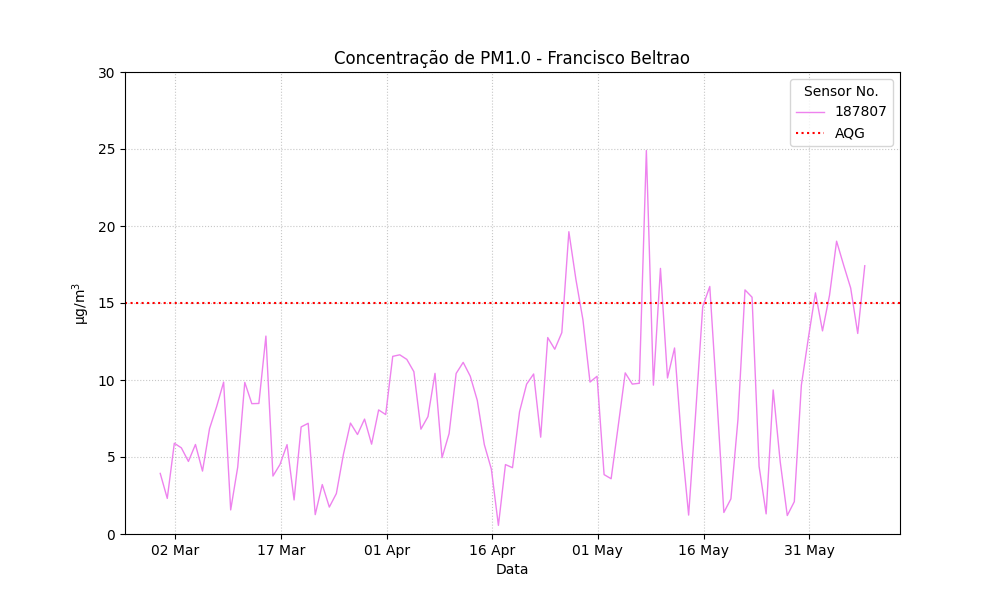 Concentração de PM1.0 - Francisco Beltrao
30
25
20
15
10
5
0
µg/m³
Sensor No.
187807
AQG
02 Mar
17 Mar
01 Apr
16 Apr
01 May
16 May
31 May
Data